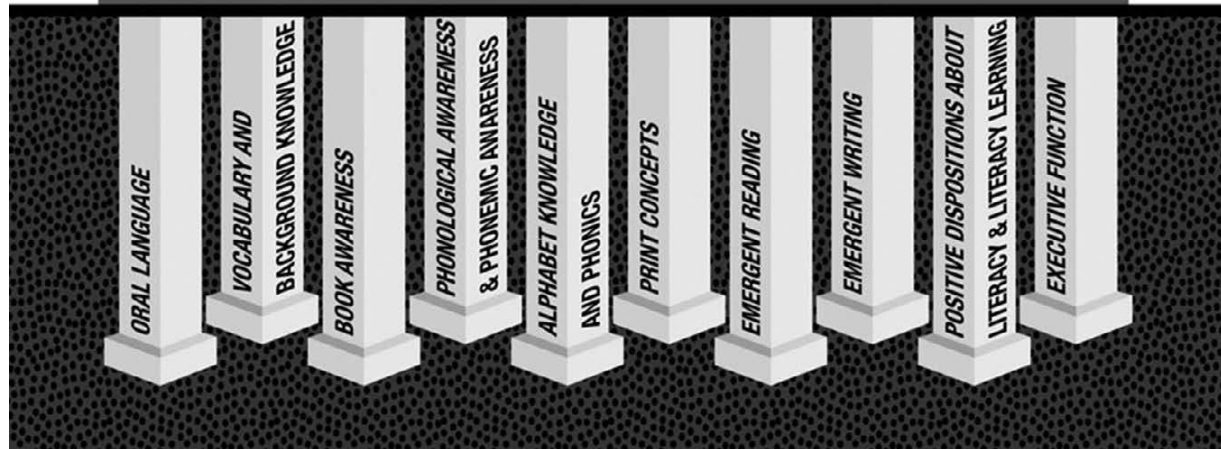 ORAL LANGUAGE
VOCABULARY AND
BACKGROUND KNOWLEDGE
BOOK AWARENESS
PHONOLOGICAL AWARENESS
& PHONEMIC AWARENESS
ALPHABET KNOWLEDGE
AND PHONICS
PRINT CONCEPTS
EMERGENT READING
EMERGENT WRITING
POSITIVE DISPOSITIONS ABOUT
LITERACY & LITERACY LEARNING
EXECUTIVE FUNCTION